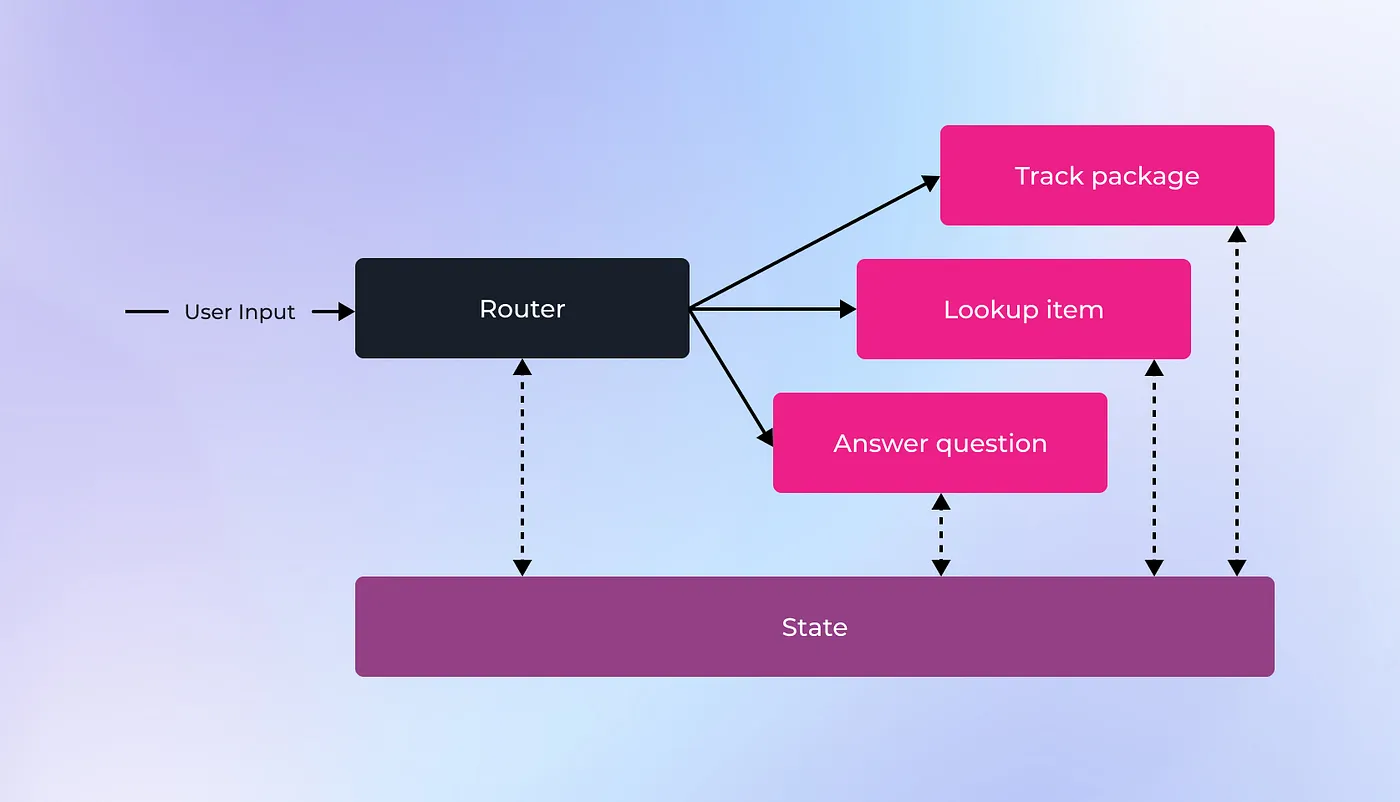 Track package
User Input
Router
Lookup item
Answer question
State